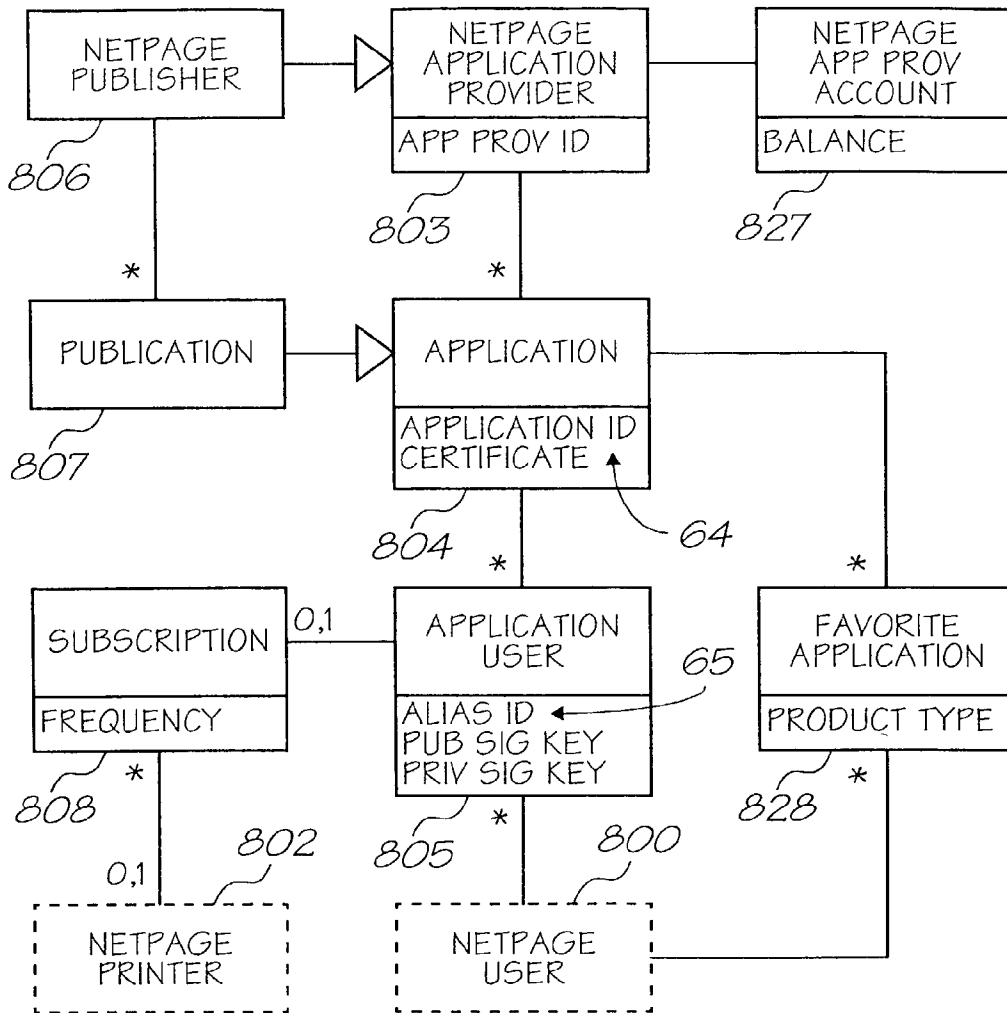 NETPAGE
PUBLISHER
NETPAGE
APPLICATION
PROVIDER
APP PROV ID
NETPAGE
APP PROV
ACCOUNT
BALANCE
806
803
827
*
*
PUBLICATION
APPLICATION
APPLICATION ID
CERTIFICATE
807
804
64
*
*
SUBSCRIPTION
FREQUENCY
0,1
APPLICATION
USER
ALIAS ID
PUB SIG KEY
PRIV SIG KEY
65
FAVORITE
APPLICATION
PRODUCT TYPE
808
*
805
*
828
*
802
800
0,1
NETPAGE
PRINTER
NETPAGE
USER